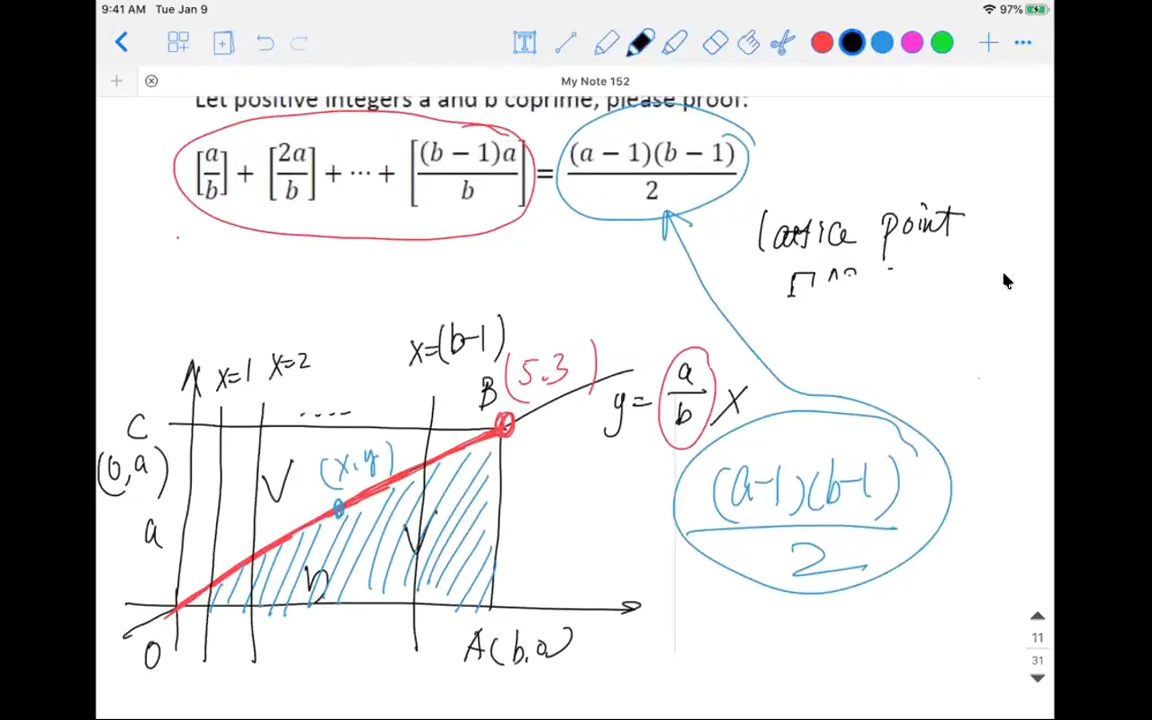 9:41 AM Tue Jan 9
97%
My Note 152
Let positive integers a and b coprime, please proof:
[a/b] + [2a/b] + ⋯ + [(b − 1)a/b] = (a − 1)(b − 1)/2
lattice point
x=1 x=2 x=(b-1)
....
B (5.3)
y = a/b x
C
(0,a)
(x,y)
a
b
(a-1)(b-1)/2
O
A(b,0)
11
31